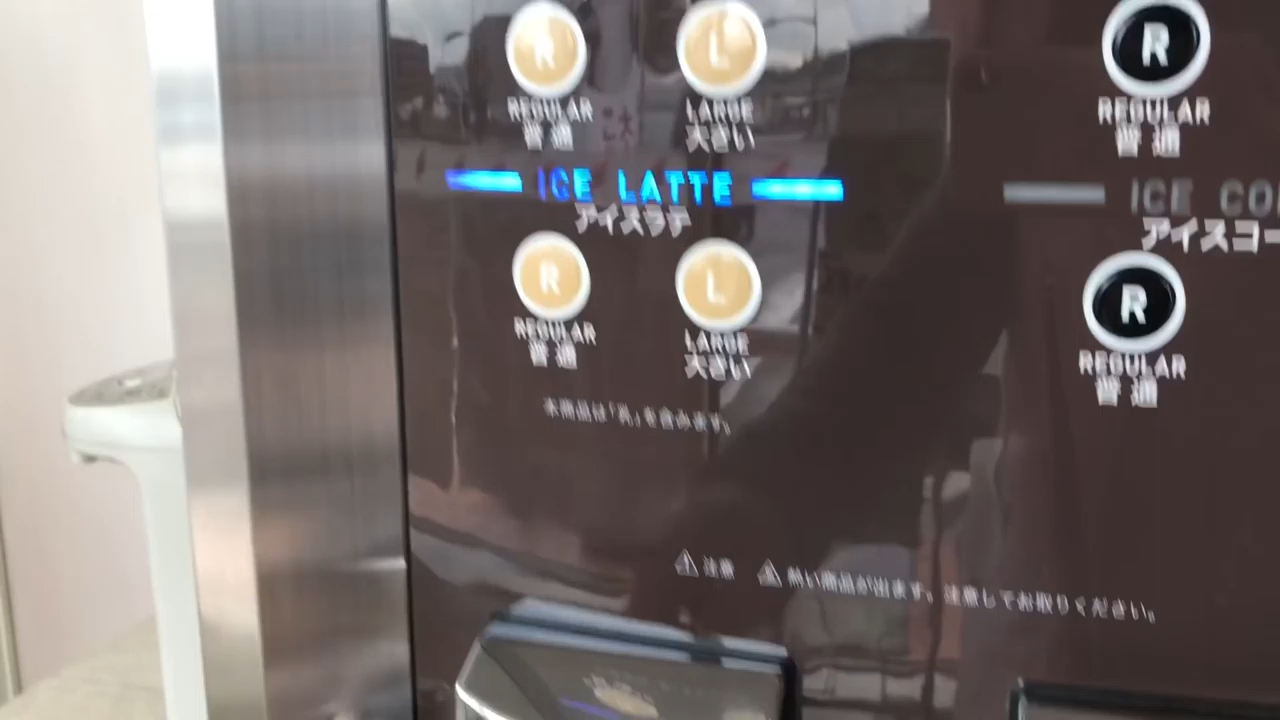 R L R
REGULAR LARGE REGULAR
普通 大きい 普通
ICE LATTE ICE CO
アイスラテ アイスコー
R L R
REGULAR LARGE REGULAR
普通 大きい 普通
本商品は「乳」を含みます。
注意 熱い商品が出ます。注意してお取りください。